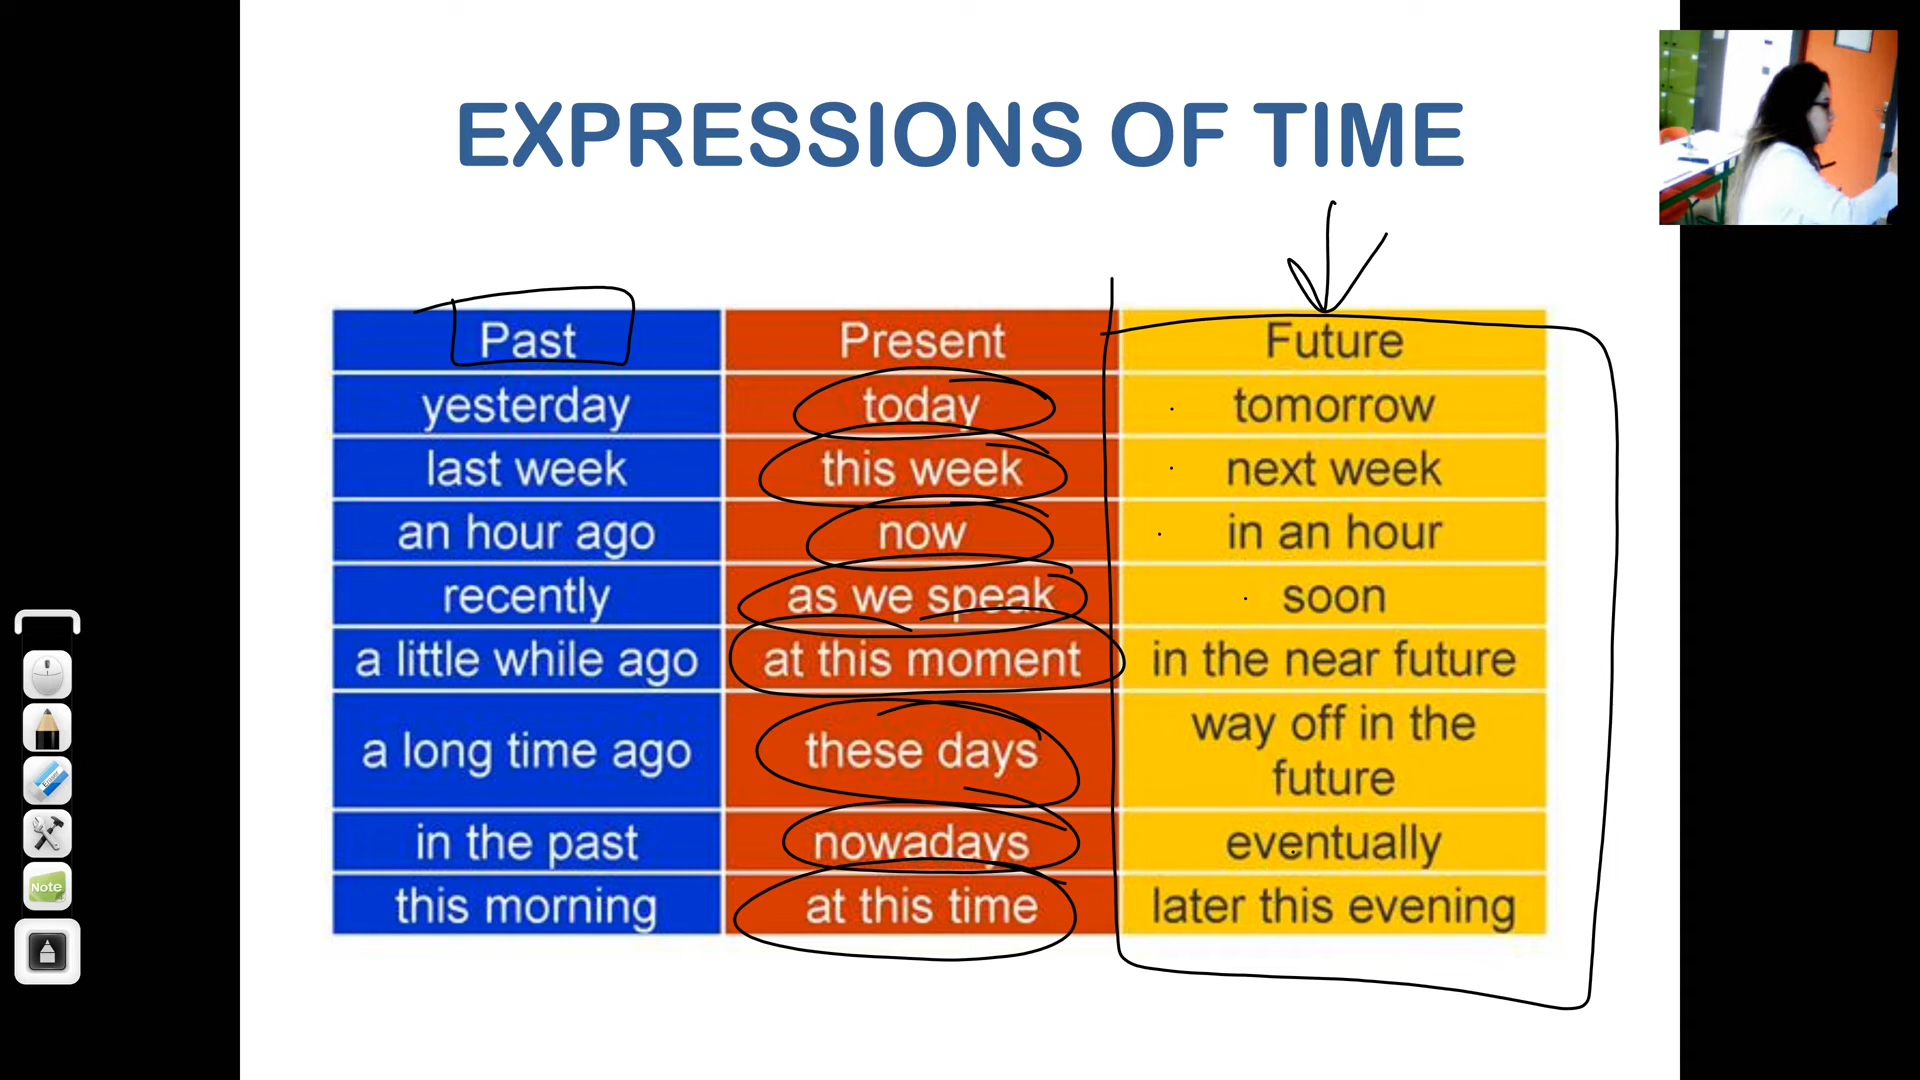 EXPRESSIONS OF TIME
Past Present Future
yesterday today tomorrow
last week this week next week
an hour ago now in an hour
recently as we speak soon
a little while ago at this moment in the near future
a long time ago these days way off in the
future
in the past nowadays eventually
this morning at this time later this evening
Eraser
Note